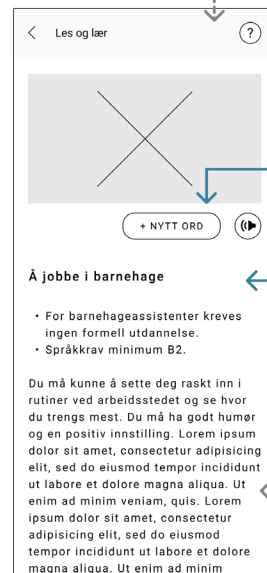 Les og lær
?
+ NYTT ORD
Å jobbe i barnehage
• For barnehageassistenter kreves
ingen formell utdannelse.
• Språkkrav minimum B2.
Du må kunne å sette deg raskt inn i
rutiner ved arbeidsstedet og se hvor
du trengs mest. Du må ha godt humør
og en positiv innstilling. Lorem ipsum
dolor sit amet, consectetur adipisicing
elit, sed do eiusmod tempor incididunt
ut labore et dolore magna aliqua. Ut
enim ad minim veniam, quis. Lorem
ipsum dolor sit amet, consectetur
adipisicing elit, sed do eiusmod
tempor incididunt ut labore et dolore
magna aliqua. Ut enim ad minim